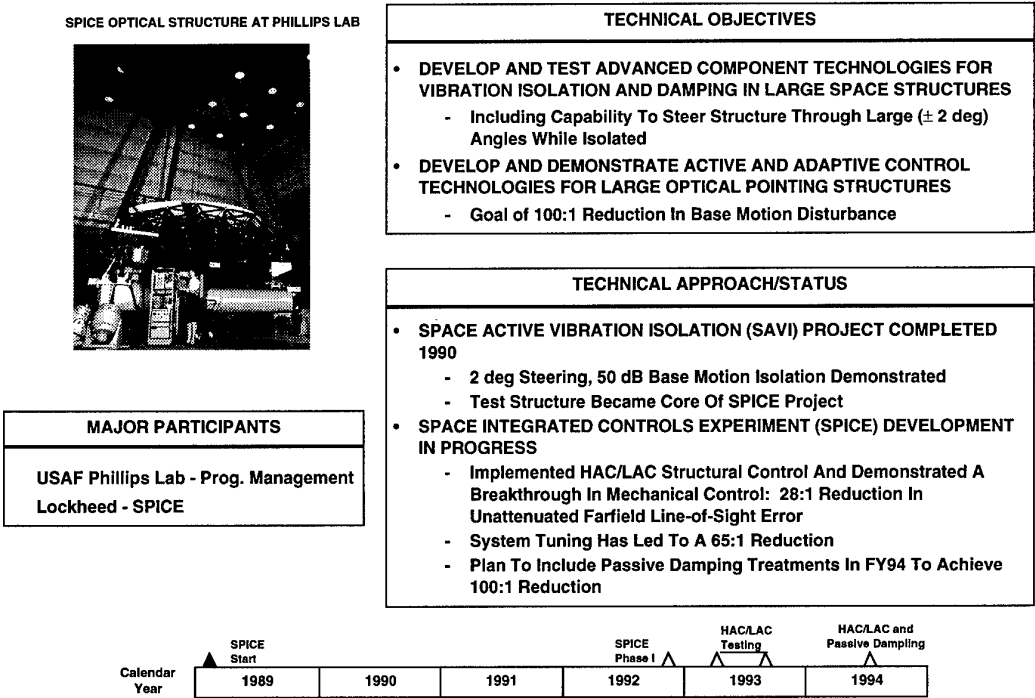 SPICE OPTICAL STRUCTURE AT PHILLIPS LAB
TECHNICAL OBJECTIVES
• DEVELOP AND TEST ADVANCED COMPONENT TECHNOLOGIES FOR
VIBRATION ISOLATION AND DAMPING IN LARGE SPACE STRUCTURES
- Including Capability To Steer Structure Through Large (± 2 deg)
Angles While Isolated
• DEVELOP AND DEMONSTRATE ACTIVE AND ADAPTIVE CONTROL
TECHNOLOGIES FOR LARGE OPTICAL POINTING STRUCTURES
- Goal of 100:1 Reduction In Base Motion Disturbance
TECHNICAL APPROACH/STATUS
• SPACE ACTIVE VIBRATION ISOLATION (SAVI) PROJECT COMPLETED
1990
- 2 deg Steering, 50 dB Base Motion Isolation Demonstrated
- Test Structure Became Core Of SPICE Project
• SPACE INTEGRATED CONTROLS EXPERIMENT (SPICE) DEVELOPMENT
IN PROGRESS
- Implemented HAC/LAC Structural Control And Demonstrated A
Breakthrough In Mechanical Control: 28:1 Reduction In
Unattenuated Farfield Line-of-Sight Error
- System Tuning Has Led To A 65:1 Reduction
- Plan To Include Passive Damping Treatments In FY94 To Achieve
100:1 Reduction
MAJOR PARTICIPANTS
USAF Phillips Lab - Prog. Management
Lockheed - SPICE
SPICE
Start
SPICE
Phase I
HAC/LAC
Testing
HAC/LAC and
Passive Dampling
Calendar
Year
1989
1990
1991
1992
1993
1994